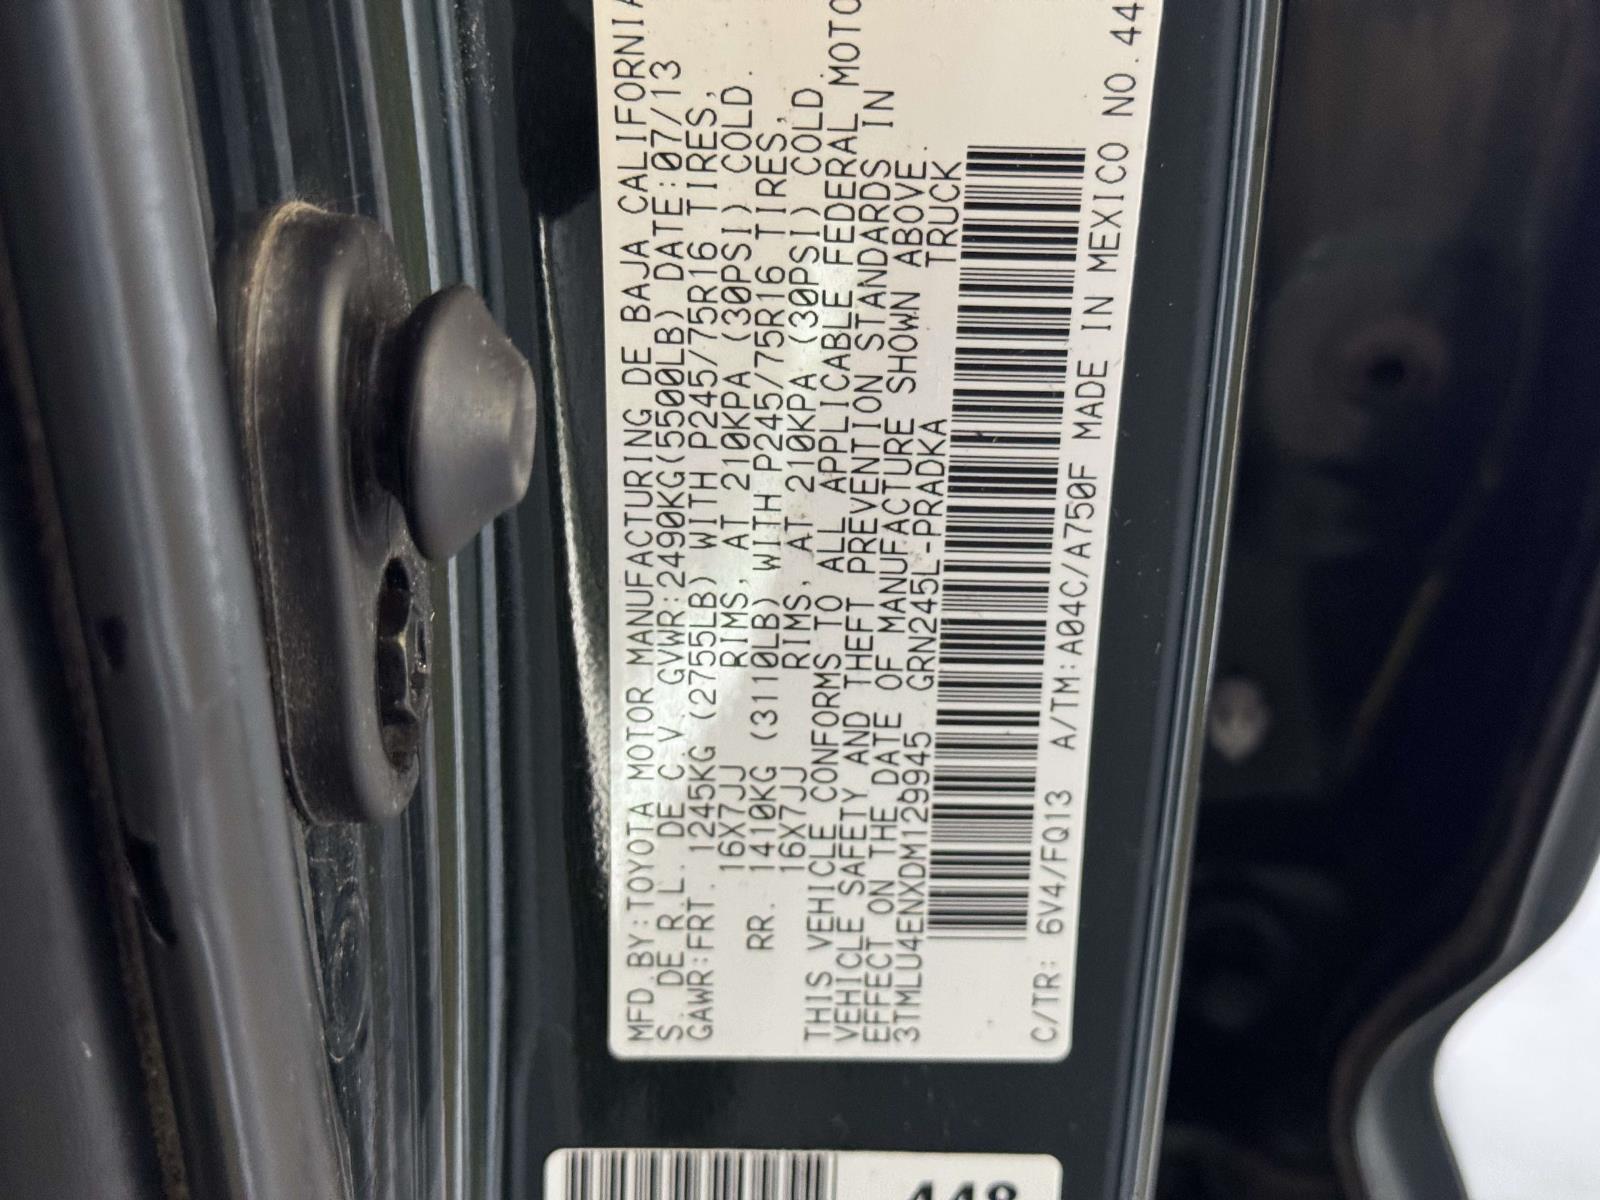 MFD.BY:TOYOTA MOTOR MANUFACTURING DE BAJA CALIFORNIA
S. DE R.L. DE C.V. GVWR:2490KG(5500LB) DATE:07/13
GAWR:FRT. 1245KG (2755LB) WITH P245/75R16 TIRES,
16X7JJ RIMS, AT 210KPA (30PSI) COLD.
RR. 1410KG (3110LB) WITH P245/75R16 TIRES,
16X7JJ RIMS, AT 210KPA (30PSI) COLD.
THIS VEHICLE CONFORMS TO ALL APPLICABLE FEDERAL MOTO
VEHICLE SAFETY AND THEFT PREVENTION STANDARDS IN
EFFECT ON THE DATE OF MANUFACTURE SHOWN ABOVE.
3TMLU4ENXDM129945 GRN245L-PRADKA TRUCK
C/TR: 6V4/FQ13 A/TM:A04C/A750F MADE IN MEXICO NO.44
448